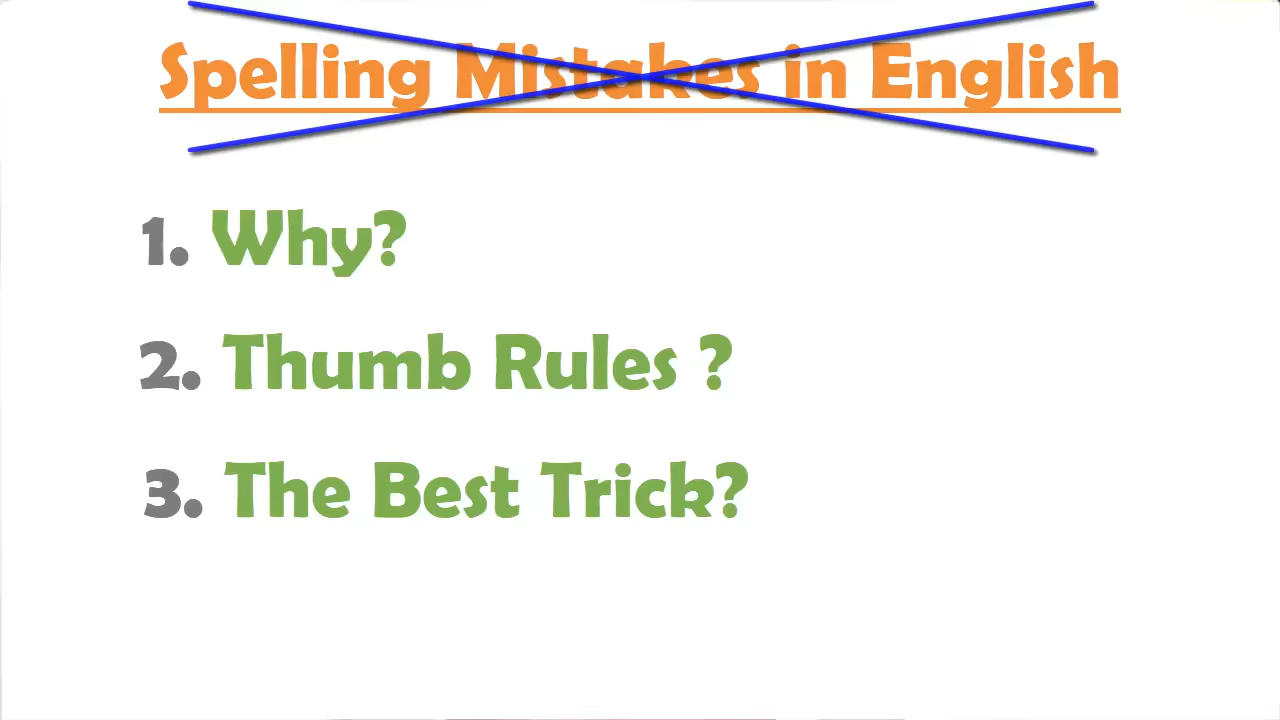 Spelling Mistakes in English
1. Why?
2. Thumb Rules ?
3. The Best Trick?